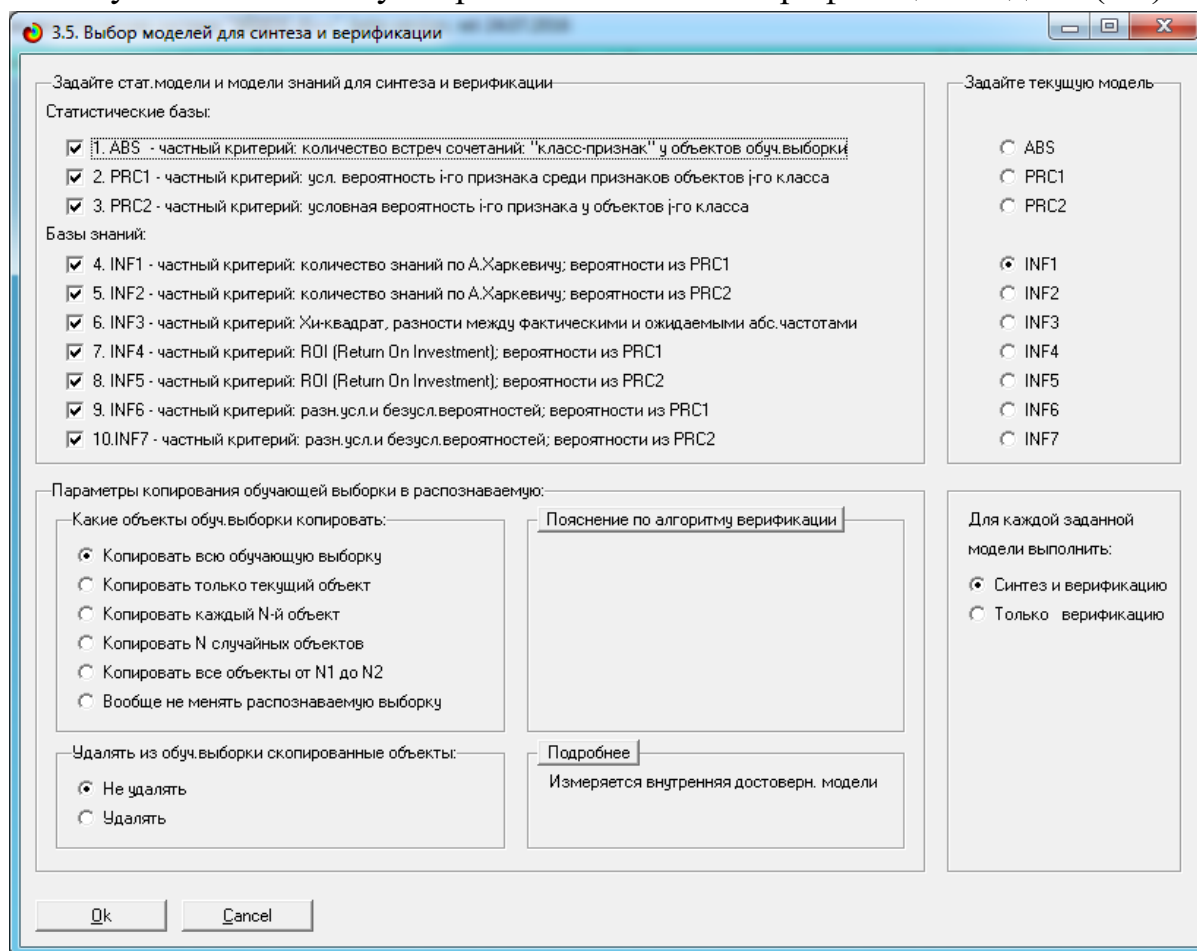 3.5. Выбор моделей для синтеза и верификации
Задайте стат.модели и модели знаний для синтеза и верификации
Статистические базы:
1. ABS - частный критерий: количество встреч сочетаний: "класс-признак" у объектов обуч.выборки
2. PRC1 - частный критерий: усл. вероятность i-го признака среди признаков объектов j-го класса
3. PRC2 - частный критерий: условная вероятность i-го признака у объектов j-го класса
Базы знаний:
4. INF1 - частный критерий: количество знаний по А.Харкевичу; вероятности из PRC1
5. INF2 - частный критерий: количество знаний по А.Харкевичу; вероятности из PRC2
6. INF3 - частный критерий: Хи-квадрат, разности между фактическими и ожидаемыми абс.частотами
7. INF4 - частный критерий: ROI (Return On Investment); вероятности из PRC1
8. INF5 - частный критерий: ROI (Return On Investment); вероятности из PRC2
9. INF6 - частный критерий: разн.усл.и безусл.вероятностей; вероятности из PRC1
10.INF7 - частный критерий: разн.усл.и безусл.вероятностей; вероятности из PRC2
Задайте текущую модель
ABS
PRC1
PRC2
INF1
INF2
INF3
INF4
INF5
INF6
INF7
Параметры копирования обучающей выборки в распознаваемую:
Какие объекты обуч.выборки копировать:
Копировать всю обучающую выборку
Копировать только текущий объект
Копировать каждый N-й объект
Копировать N случайных объектов
Копировать все объекты от N1 до N2
Вообще не менять распознаваемую выборку
Пояснение по алгоритму верификации
Удалять из обуч.выборки скопированные объекты:
Не удалять
Удалять
Подробнее
Измеряется внутренняя достоверн. модели
Для каждой заданной
модели выполнить:
Синтез и верификацию
Только верификацию
Ok
Cancel